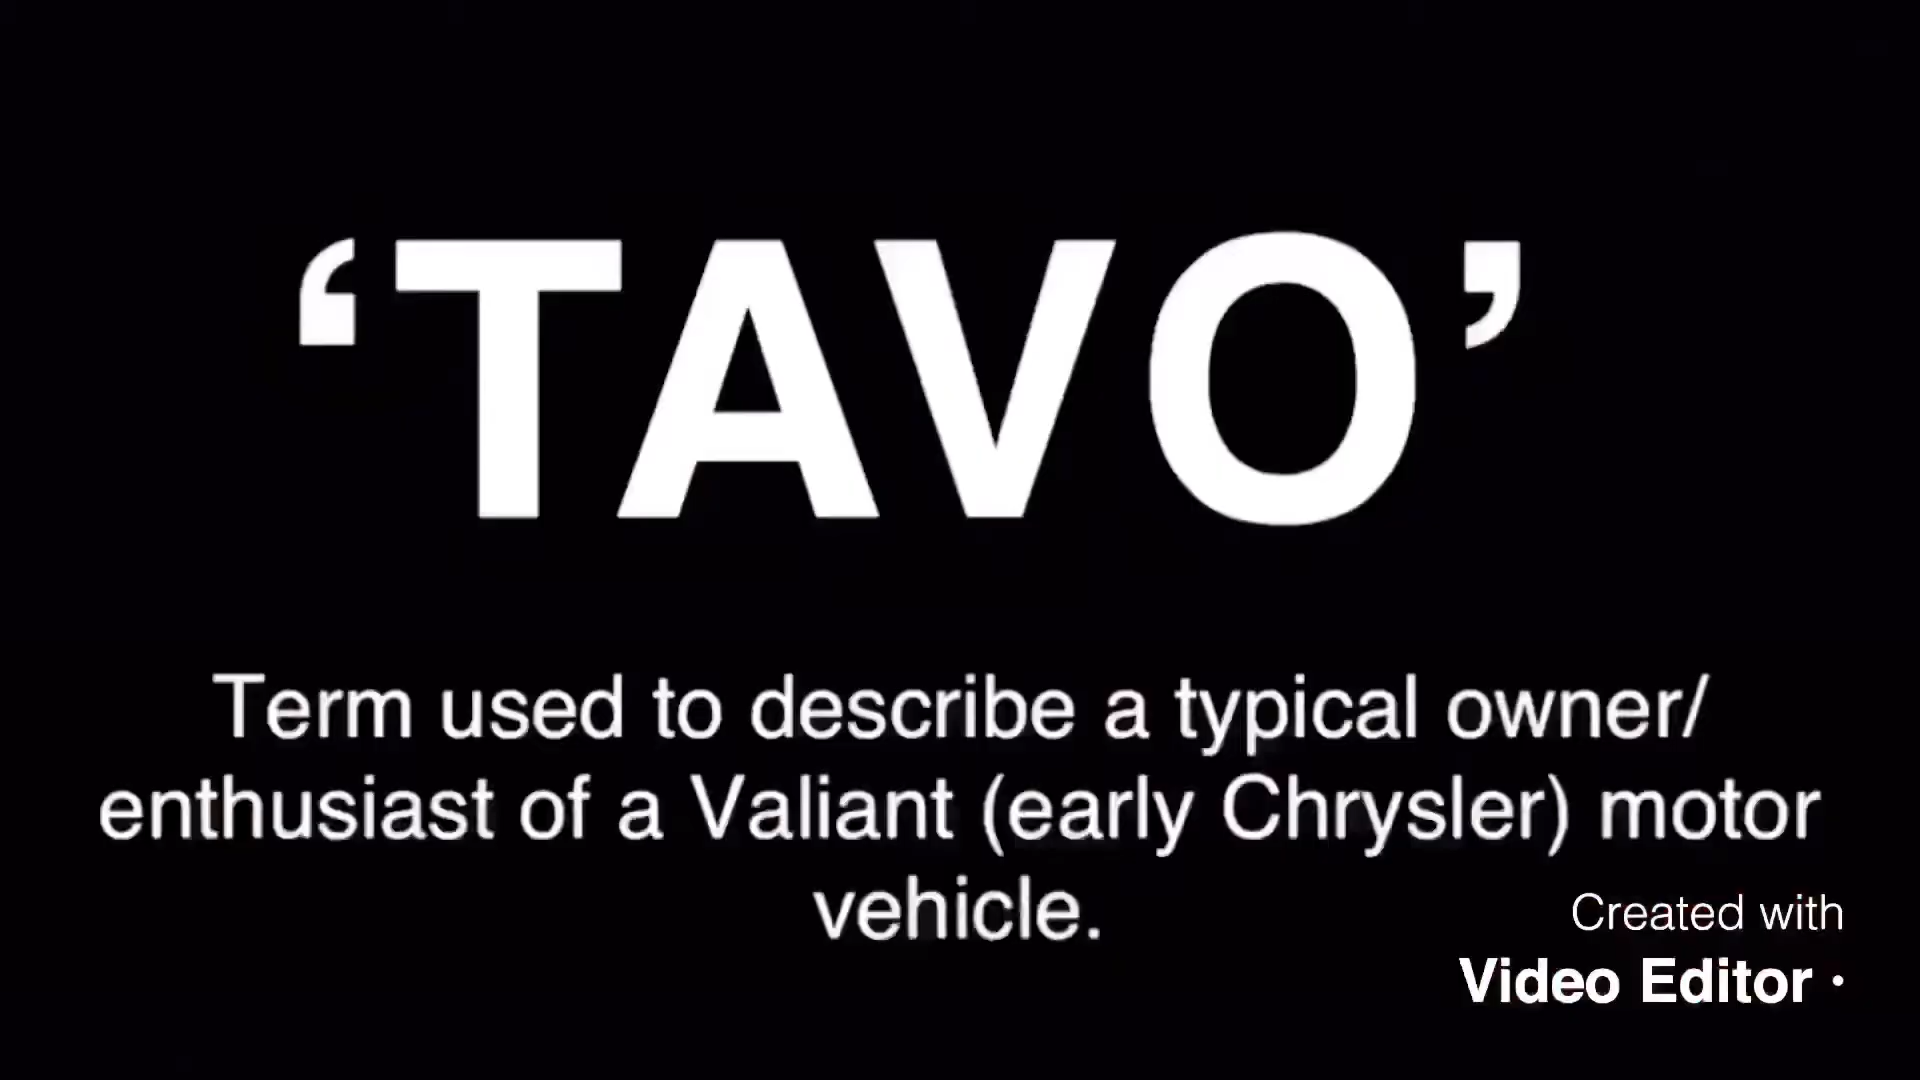 ‘TAVO’
Term used to describe a typical owner/
enthusiast of a Valiant (early Chrysler) motor
vehicle.
Created with
Video Editor ·